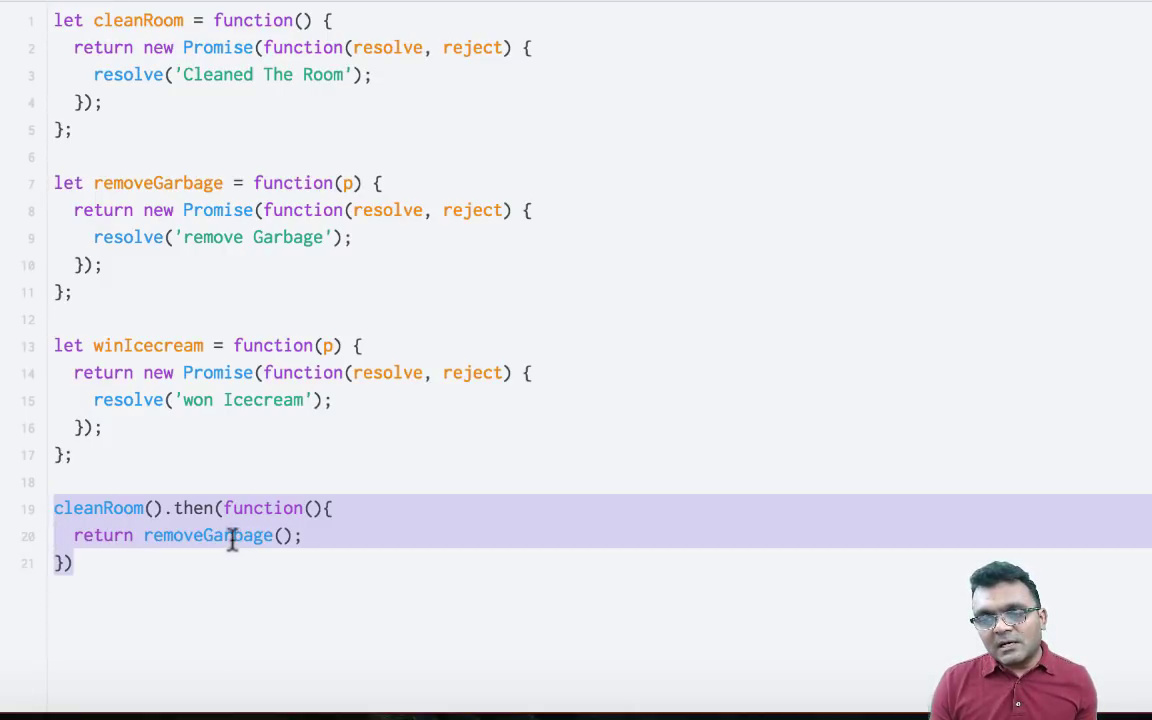 1 let cleanRoom = function() {
2 return new Promise(function(resolve, reject) {
3 resolve('Cleaned The Room');
4 });
5 };
6
7 let removeGarbage = function(p) {
8 return new Promise(function(resolve, reject) {
9 resolve('remove Garbage');
10 });
11 };
12
13 let winIcecream = function(p) {
14 return new Promise(function(resolve, reject) {
15 resolve('won Icecream');
16 });
17 };
18
19 cleanRoom().then(function(){
20 return removeGarbage();
21 })